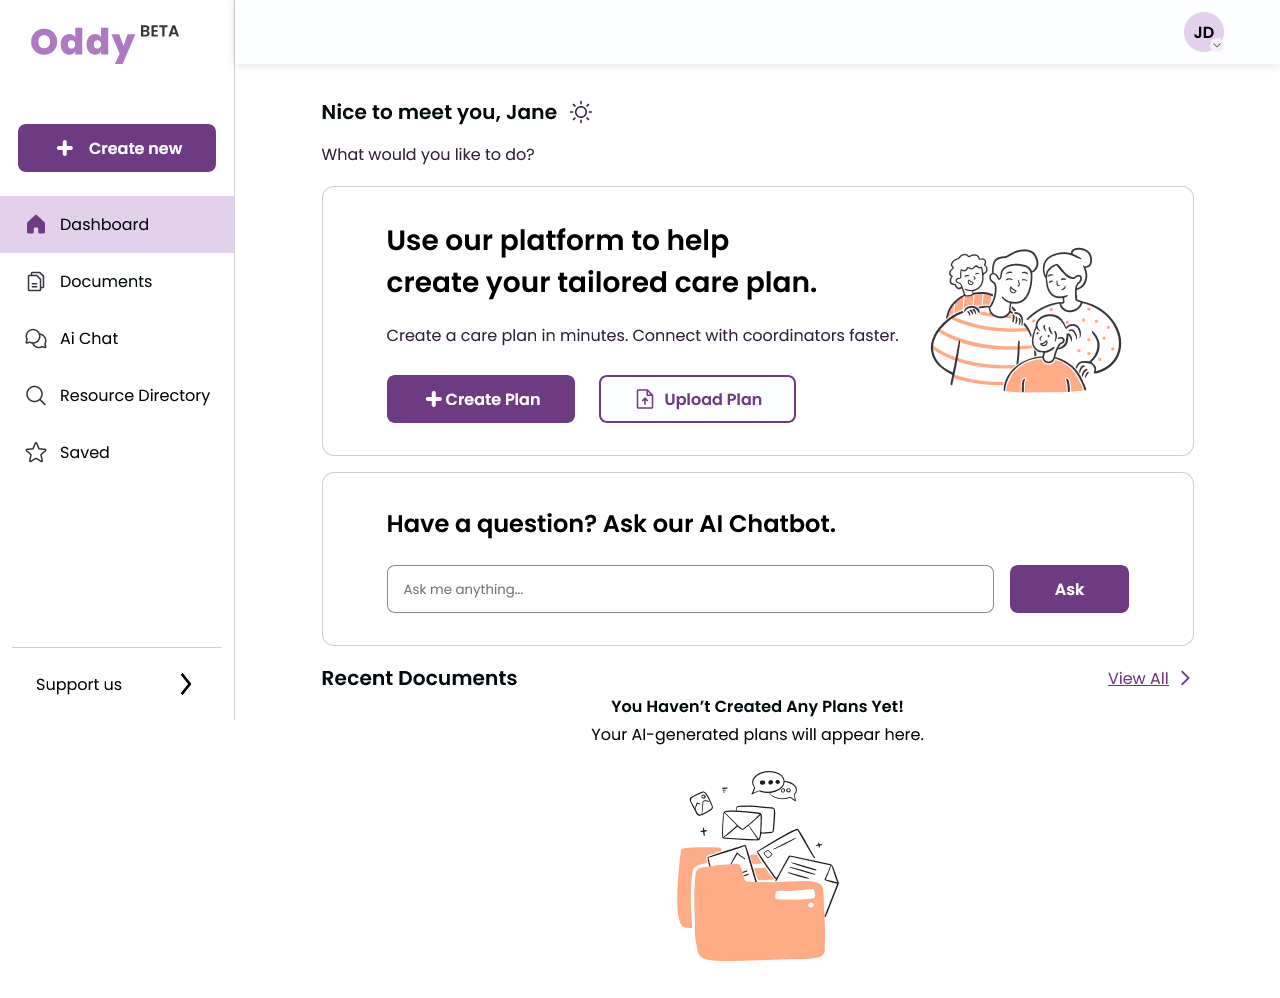 Oddy BETA
JD
Create new
Dashboard
Documents
Ai Chat
Resource Directory
Saved
Support us
Nice to meet you, Jane
What would you like to do?
Use our platform to help
create your tailored care plan.
Create a care plan in minutes. Connect with coordinators faster.
Create Plan
Upload Plan
Have a question? Ask our AI Chatbot.
Ask me anything...
Ask
Recent Documents
View All
You Haven’t Created Any Plans Yet!
Your AI-generated plans will appear here.